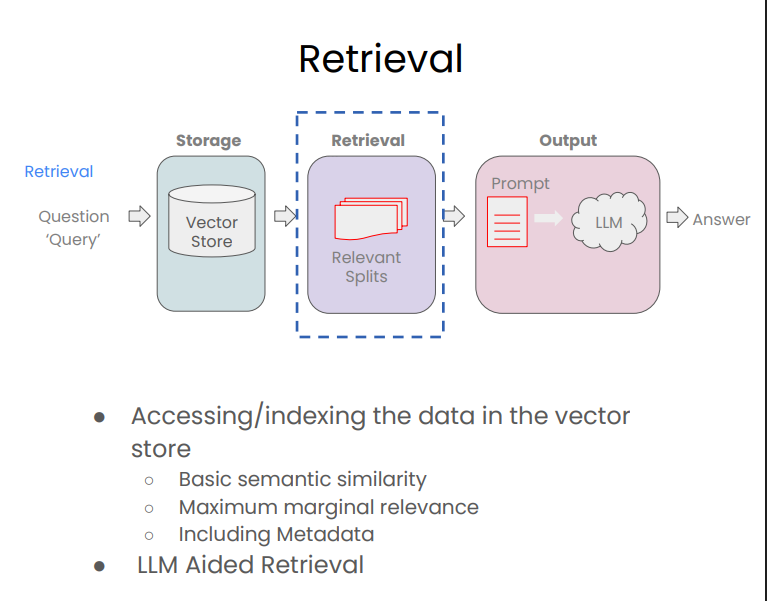 Retrieval
Storage
Retrieval
Output
Retrieval
Question
‘Query’
Vector
Store
Relevant
Splits
Prompt
LLM
Answer
● Accessing/indexing the data in the vector
store
○ Basic semantic similarity
○ Maximum marginal relevance
○ Including Metadata
● LLM Aided Retrieval